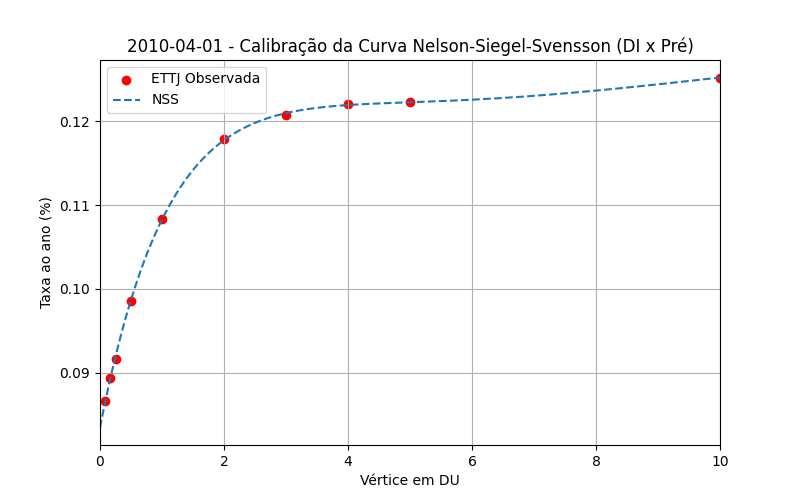 2010-04-01 - Calibração da Curva Nelson-Siegel-Svensson (DI x Pré)
ETTJ Observada
NSS
Taxa ao ano (%)
0.12
0.11
0.10
0.09
0 2 4 6 8 10
Vértice em DU